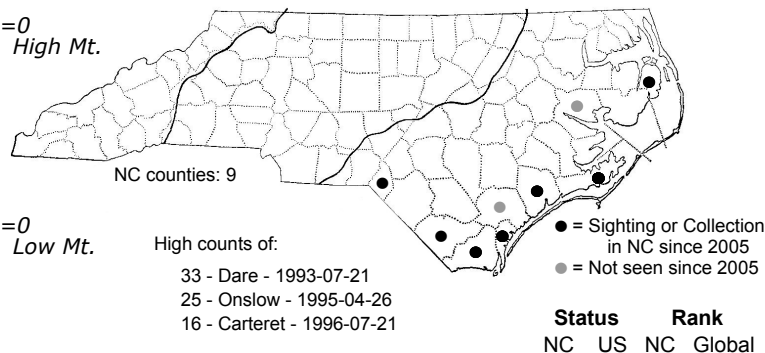 =0
High Mt.
NC counties: 9
=0
Low Mt.
High counts of:
33 - Dare - 1993-07-21
25 - Onslow - 1995-04-26
16 - Carteret - 1996-07-21
= Sighting or Collection
in NC since 2005
= Not seen since 2005
Status Rank
NC US NC Global